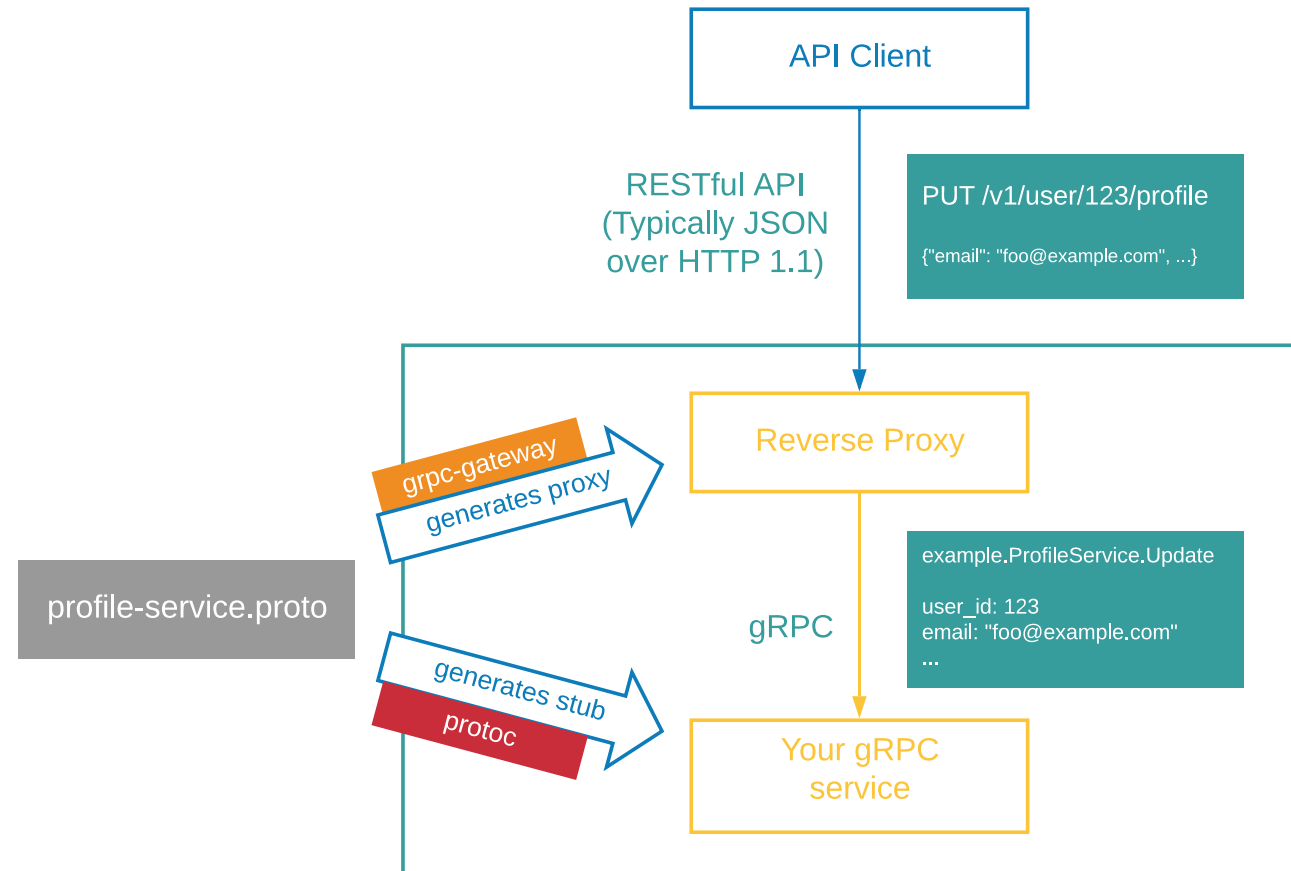 API Client
RESTful API
(Typically JSON
over HTTP 1.1)
PUT /v1/user/123/profile
{"email": "foo@example.com", ...}
Reverse Proxy
grpc-gateway
generates proxy
profile-service.proto
gRPC
example.ProfileService.Update
user_id: 123
email: "foo@example.com"
...
generates stub
protoc
Your gRPC
service